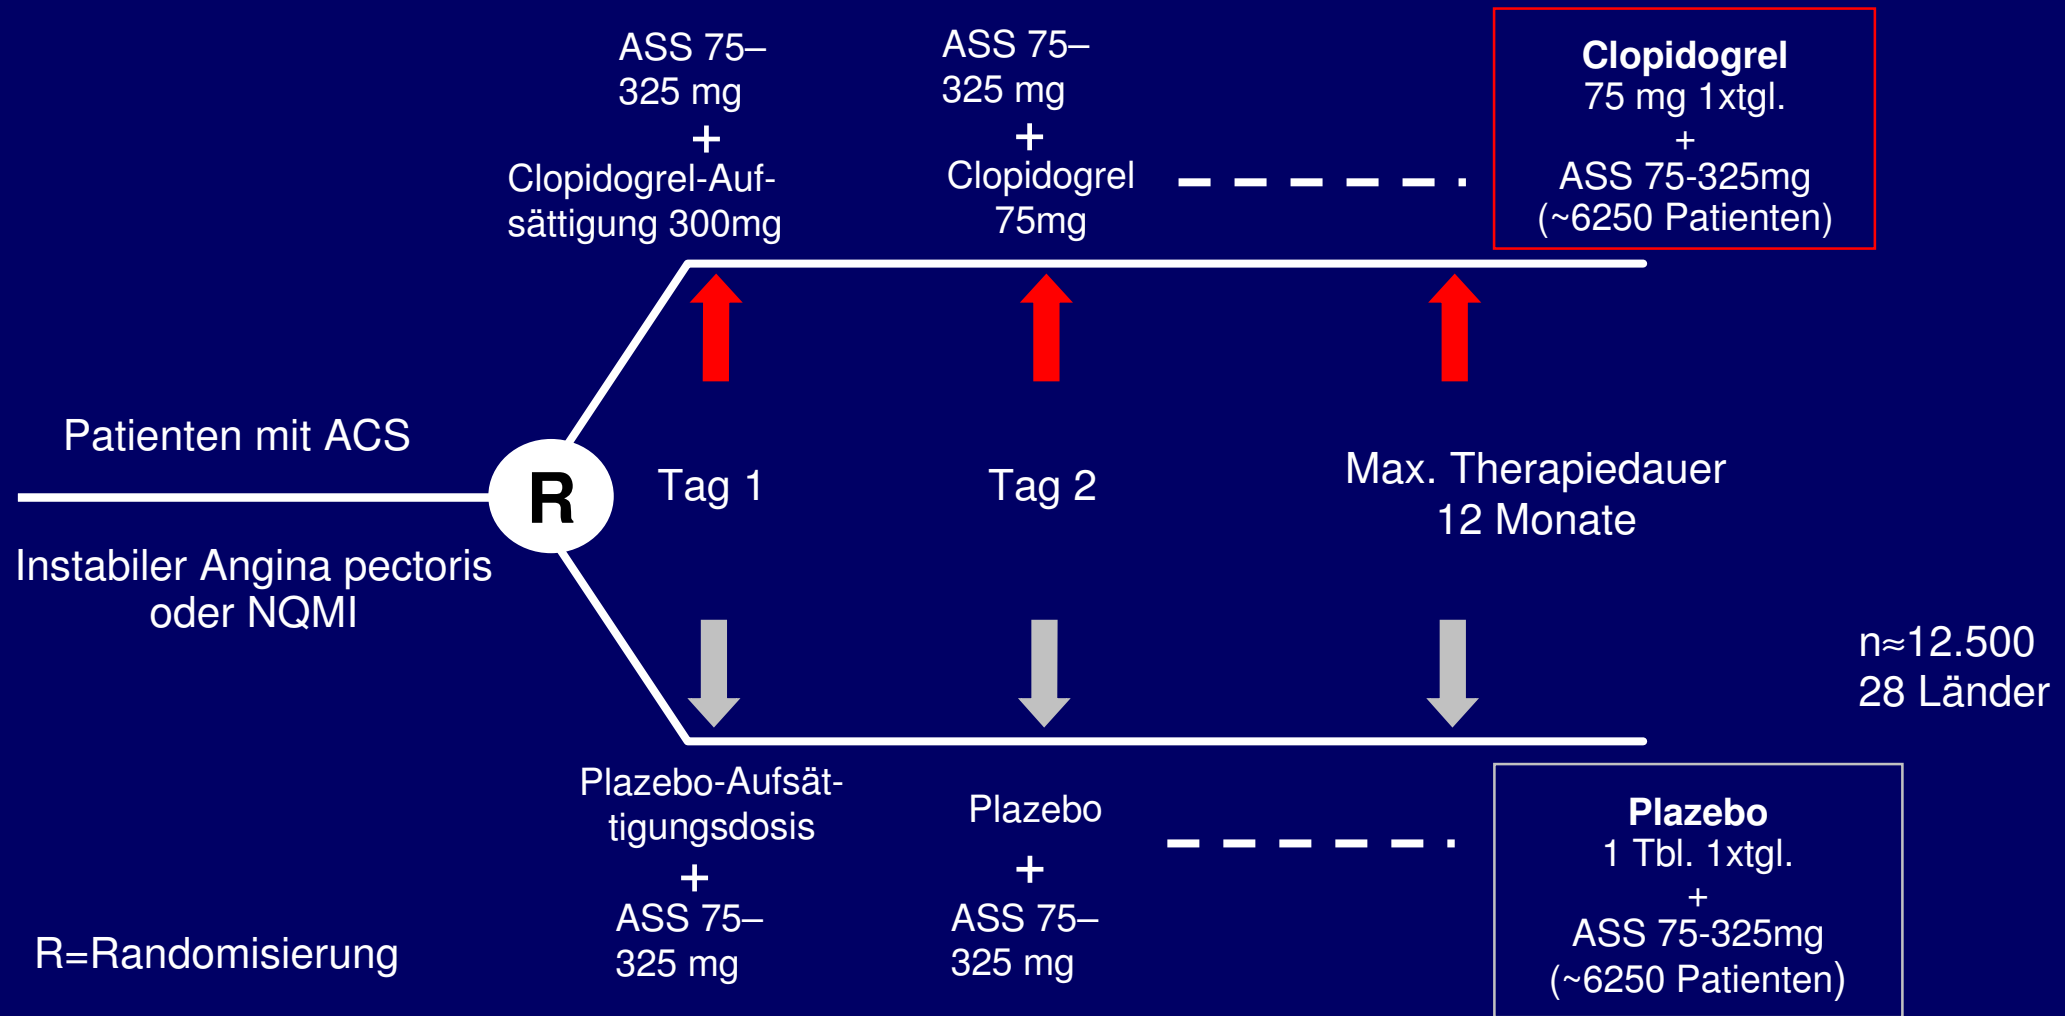 ASS 75–
325 mg
+
Clopidogrel-Auf-
sättigung 300mg
ASS 75–
325 mg
+
Clopidogrel
75mg
Clopidogrel
75 mg 1xtgl.
+
ASS 75-325mg
(~6250 Patienten)
Patienten mit ACS
Instabiler Angina pectoris
oder NQMI
R
Tag 1
Tag 2
Max. Therapiedauer
12 Monate
n≈12.500
28 Länder
Plazebo-Aufsät-
tigungsdosis
+
ASS 75–
325 mg
Plazebo
+
ASS 75–
325 mg
Plazebo
1 Tbl. 1xtgl.
+
ASS 75-325mg
(~6250 Patienten)
R=Randomisierung